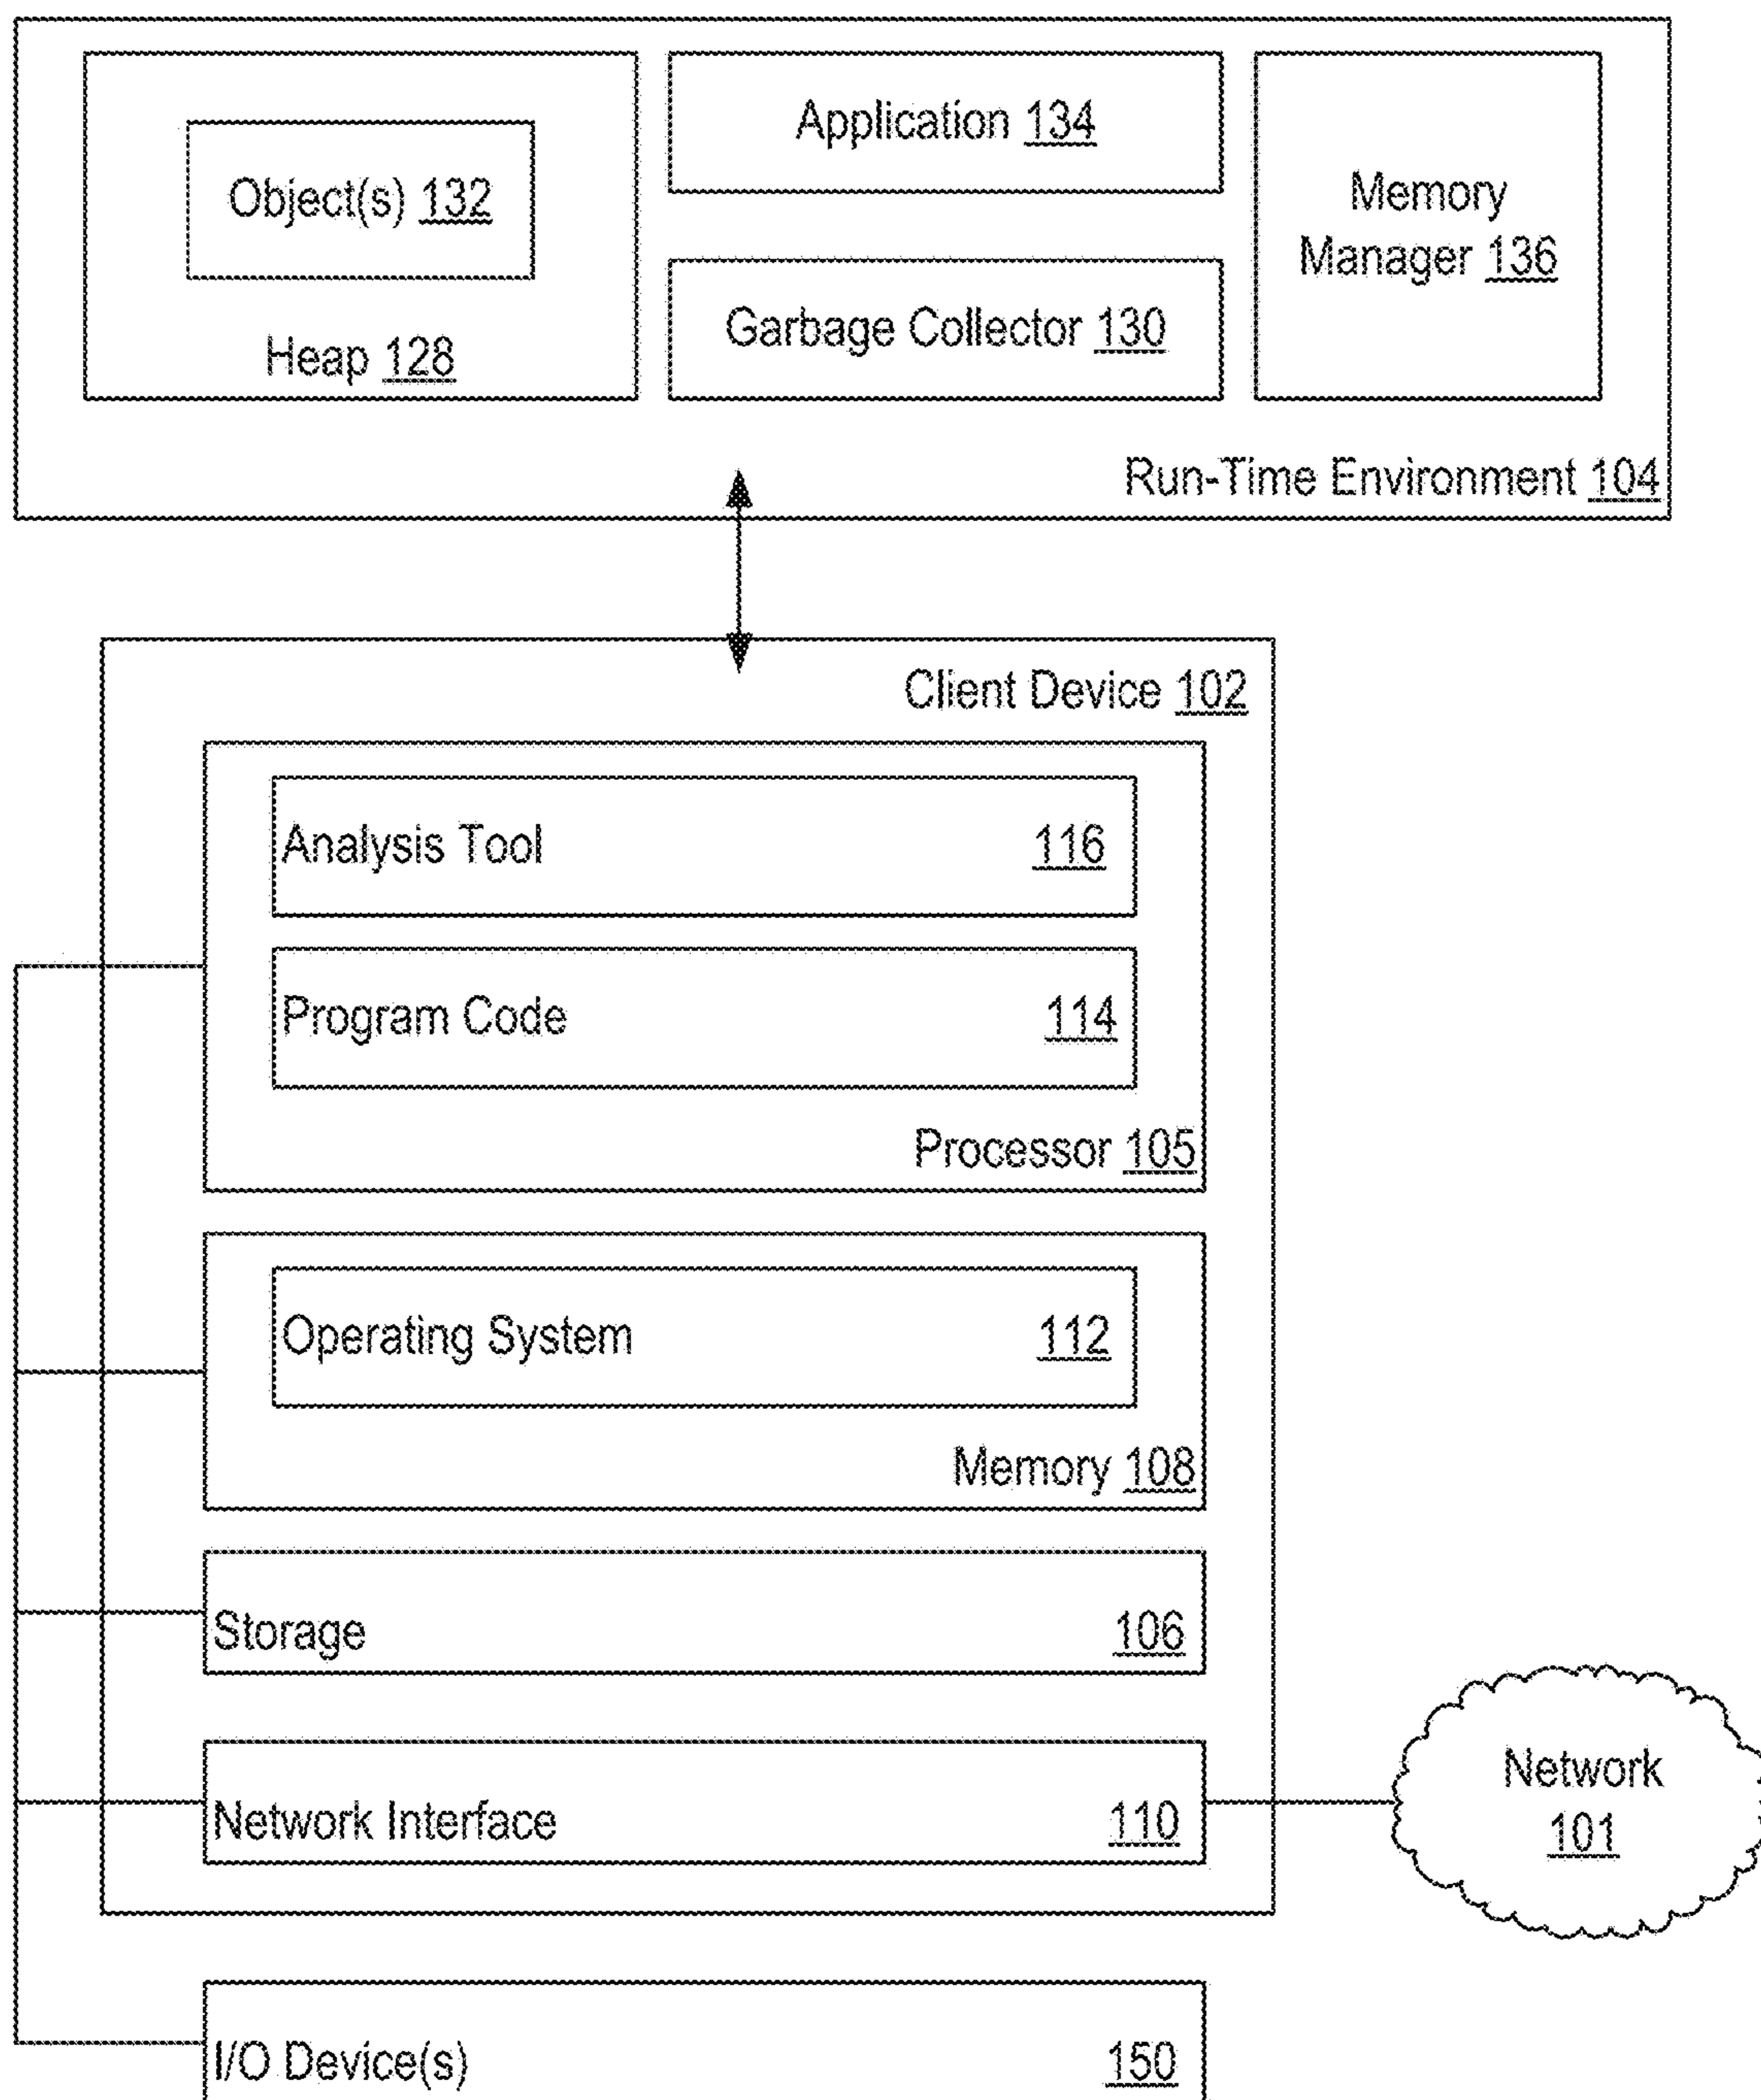 Object(s) 132
Heap 128
Application 134
Garbage Collector 130
Memory
Manager 136
Run-Time Environment 104
Client Device 102
Analysis Tool 116
Program Code 114
Processor 105
Operating System 112
Memory 108
Storage 106
Network Interface 110
Network
101
I/O Device(s) 150